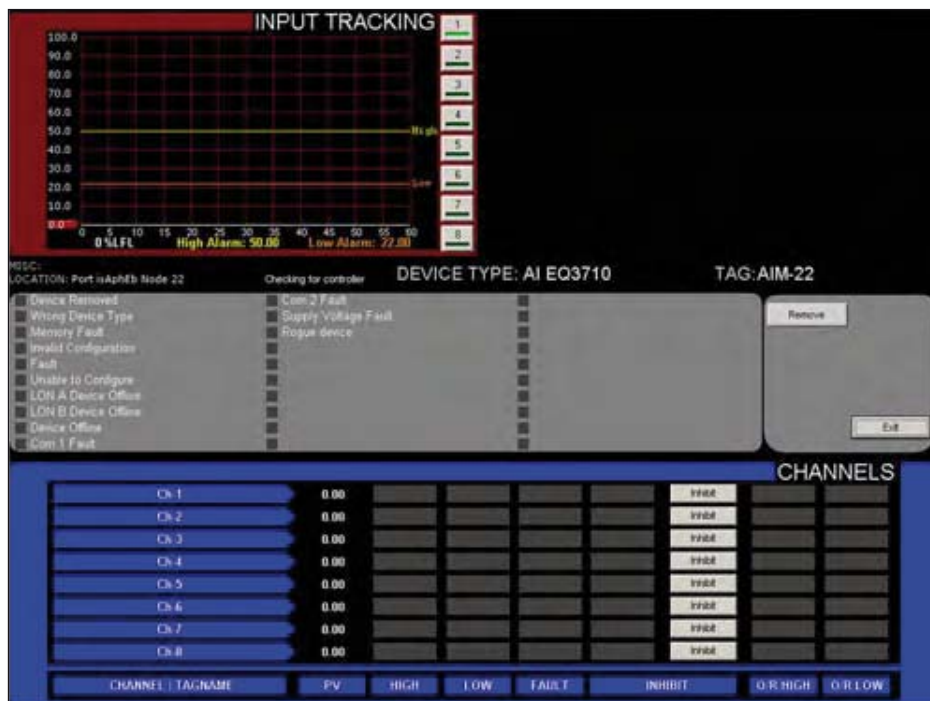 INPUT TRACKING
100.0
90.0
80.0
70.0
60.0
50.0
40.0
30.0
20.0
10.0
0.0
High
Low
0 5 10 15 20 25 30 35 40 45 50 55 60
0 %LFL High Alarm: 50.00 Low Alarm: 22.00
1
2
3
4
5
6
7
8
MISC:
LOCATION: Port isAphEb Node 22
Checking for controller
DEVICE TYPE: AI EQ3710
TAG:AIM-22
Device Removed
Wrong Device Type
Memory Fault
Invalid Configuration
Fault
Unable to Configure
LON A Device Offline
LON B Device Offline
Device Offline
Com 1 Fault
Com 2 Fault
Supply Voltage Fault
Rogue device
Remove
Exit
CHANNELS
Ch 1 0.00 Inhibit
Ch 2 0.00 Inhibit
Ch 3 0.00 Inhibit
Ch 4 0.00 Inhibit
Ch 5 0.00 Inhibit
Ch 6 0.00 Inhibit
Ch 7 0.00 Inhibit
Ch 8 0.00 Inhibit
CHANNEL | TAGNAME PV HIGH LOW FAULT INHIBIT O/R HIGH O/R LOW